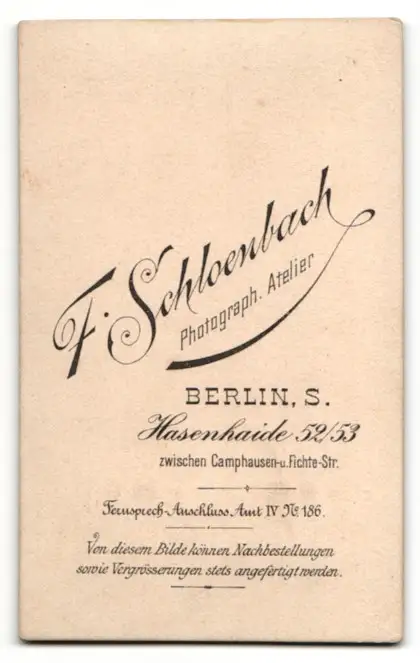 F. Schloenbach
Photograph. Atelier
BERLIN, S.
Hasenhaide 52/53
zwischen Camphausen-u. Fichte-Str.
Fernsprech-Anschluss Amt IV No 186.
Von diesem Bilde können Nachbestellungen
sowie Vergrösserungen stets angefertigt werden.